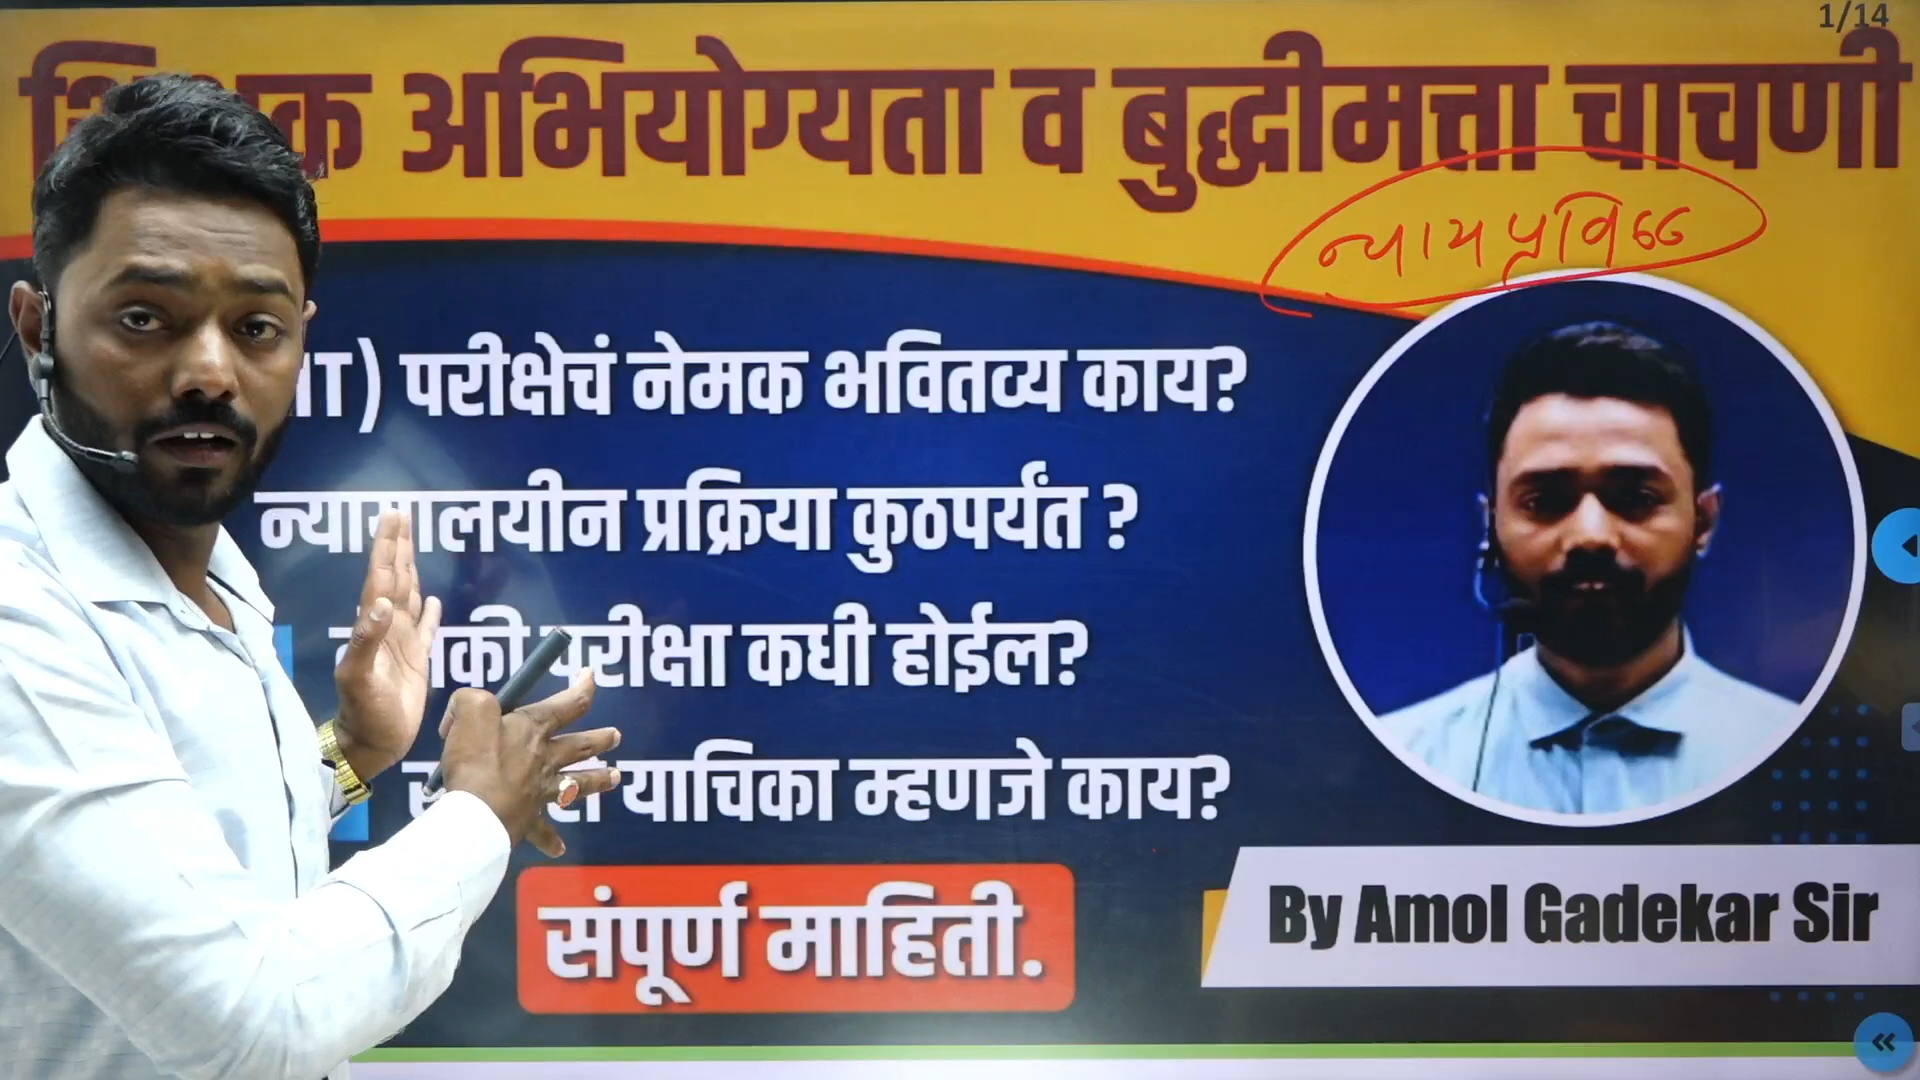 1/14
अभियोग्यता व बुद्धीमत्ता चाचणी
न्याय प्रविष्ठ
परीक्षेचं नेमक भवितव्य काय?
न्यायालयीन प्रक्रिया कुठपर्यंत ?
परीक्षा कधी होईल?
याचिका म्हणजे काय?
संपूर्ण माहिती.
By Amol Gadekar Sir